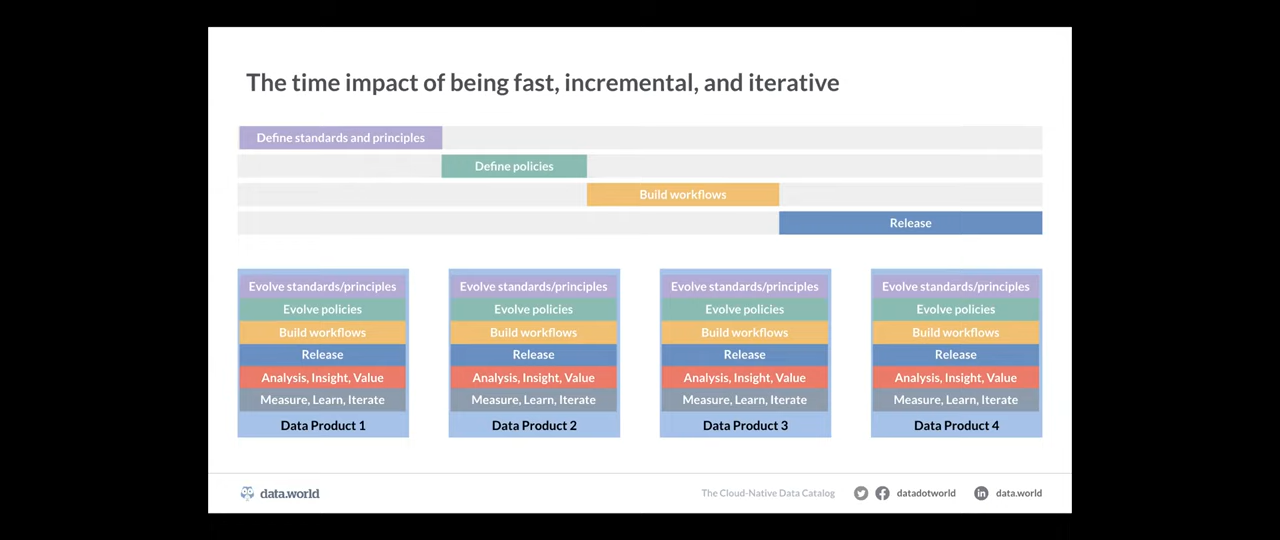 The time impact of being fast, incremental, and iterative
Define standards and principles
Define policies
Build workflows
Release
Evolve standards/principles
Evolve policies
Build workflows
Release
Analysis, Insight, Value
Measure, Learn, Iterate
Data Product 1
Evolve standards/principles
Evolve policies
Build workflows
Release
Analysis, Insight, Value
Measure, Learn, Iterate
Data Product 2
Evolve standards/principles
Evolve policies
Build workflows
Release
Analysis, Insight, Value
Measure, Learn, Iterate
Data Product 3
Evolve standards/principles
Evolve policies
Build workflows
Release
Analysis, Insight, Value
Measure, Learn, Iterate
Data Product 4
data.world
The Cloud-Native Data Catalog
datadotworld
data.world